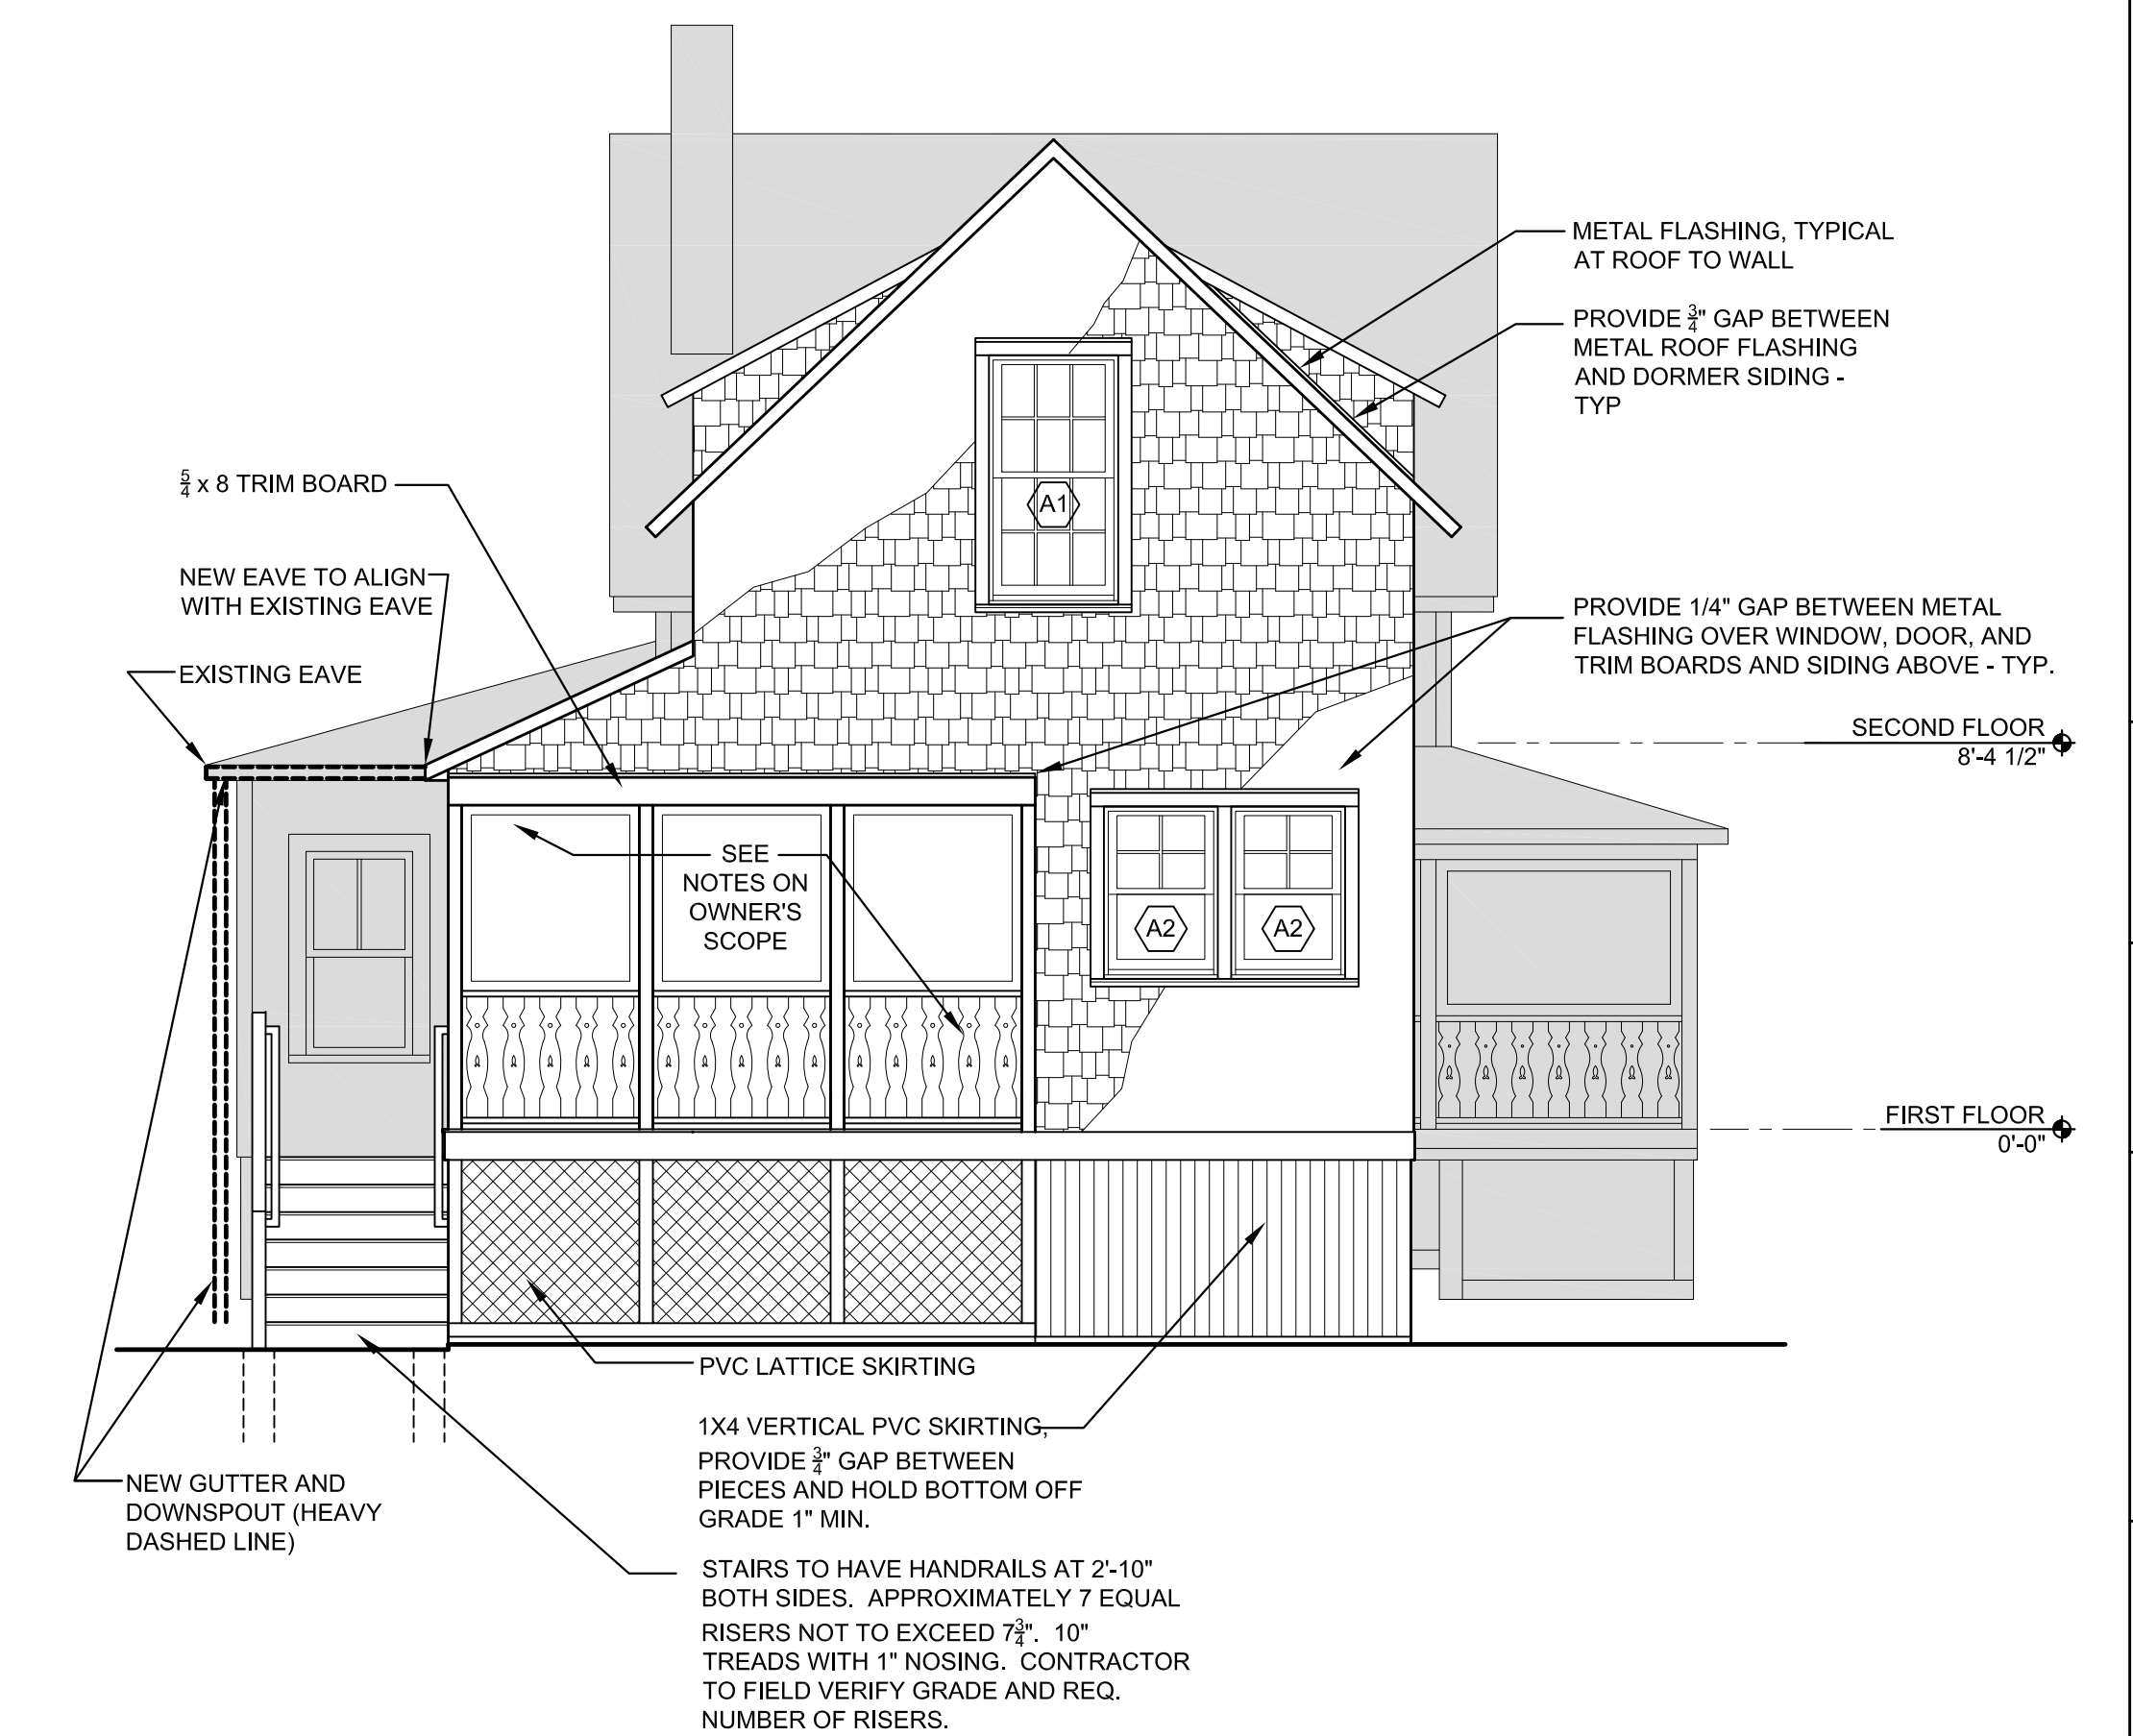 METAL FLASHING, TYPICAL
AT ROOF TO WALL
PROVIDE 3/4" GAP BETWEEN
METAL ROOF FLASHING
AND DORMER SIDING -
TYP
5/4 x 8 TRIM BOARD
NEW EAVE TO ALIGN
WITH EXISTING EAVE
EXISTING EAVE
A1
PROVIDE 1/4" GAP BETWEEN METAL
FLASHING OVER WINDOW, DOOR, AND
TRIM BOARDS AND SIDING ABOVE - TYP.
SECOND FLOOR
8'-4 1/2"
SEE
NOTES ON
OWNER'S
SCOPE
A2
A2
FIRST FLOOR
0'-0"
PVC LATTICE SKIRTING
1X4 VERTICAL PVC SKIRTING,
PROVIDE 3/4" GAP BETWEEN
PIECES AND HOLD BOTTOM OFF
GRADE 1" MIN.
NEW GUTTER AND
DOWNSPOUT (HEAVY
DASHED LINE)
STAIRS TO HAVE HANDRAILS AT 2'-10"
BOTH SIDES. APPROXIMATELY 7 EQUAL
RISERS NOT TO EXCEED 7 3/4". 10"
TREADS WITH 1" NOSING. CONTRACTOR
TO FIELD VERIFY GRADE AND REQ.
NUMBER OF RISERS.